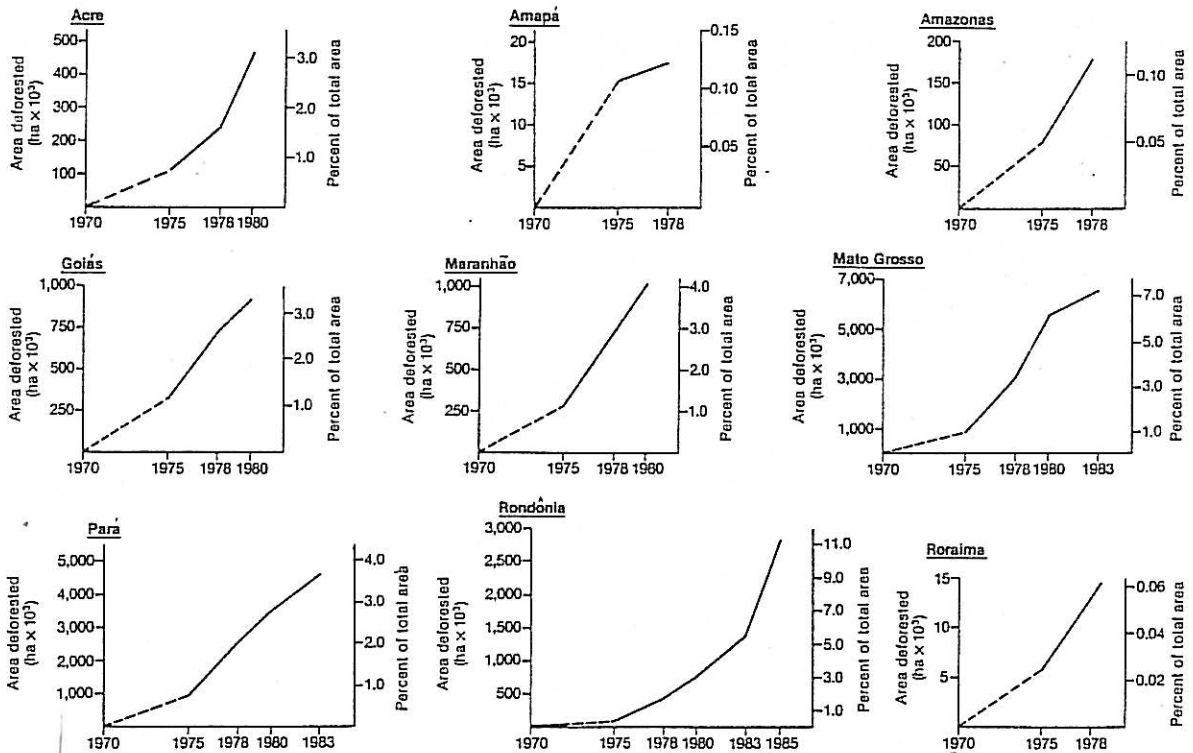 Acre
500
400
300
200
100
3.0
2.0
1.0
Area deforested
(ha × 10³)
Percent of total area
1970 1975 1978 1980
Amapá
20
15
10
5
0.15
0.10
0.05
Area deforested
(ha × 10³)
Percent of total area
1970 1975 1978
Amazonas
200
150
100
50
0.10
0.05
Area deforested
(ha × 10³)
Percent of total area
1970 1975 1978
Goiás
1,000
750
500
250
3.0
2.0
1.0
Area deforested
(ha × 10³)
Percent of total area
1970 1975 1978 1980
Maranhão
1,000
750
500
250
4.0
3.0
2.0
1.0
Area deforested
(ha × 10³)
Percent of total area
1970 1975 1978 1980
Mato Grosso
7,000
5,000
3,000
1,000
7.0
5.0
3.0
1.0
Area deforested
(ha × 10³)
Percent of total area
1970 1975 1978 1980 1983
Pará
5,000
4,000
3,000
2,000
1,000
4.0
3.0
2.0
1.0
Area deforested
(ha × 10³)
Percent of total area
1970 1975 1978 1980 1983
Rondônia
3,000
2,500
2,000
1,500
1,000
500
11.0
9.0
7.0
5.0
3.0
1.0
Area deforested
(ha × 10³)
Percent of total area
1970 1975 1978 1980 1983 1985
Roraima
15
10
5
0.06
0.04
0.02
Area deforested
(ha × 10³)
Percent of total area
1970 1975 1978